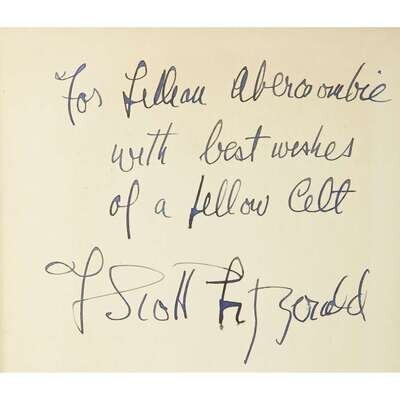 For Lillian Abercrombie
with best wishes
of a fellow Celt
F Scott Fitzgerald